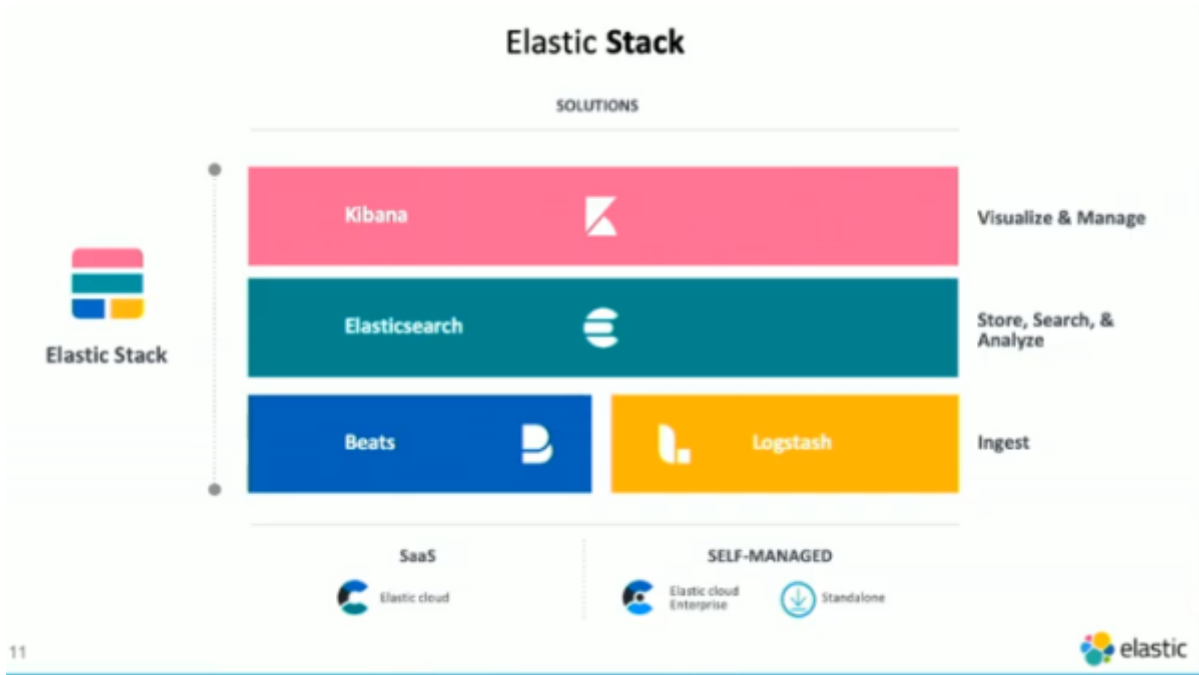 Elastic Stack
SOLUTIONS
Kibana
Visualize & Manage
Elasticsearch
Store, Search, &
Analyze
Elastic Stack
Beats
Logstash
Ingest
SaaS
SELF-MANAGED
Elastic cloud
Elastic cloud
Enterprise
Standalone
11
elastic